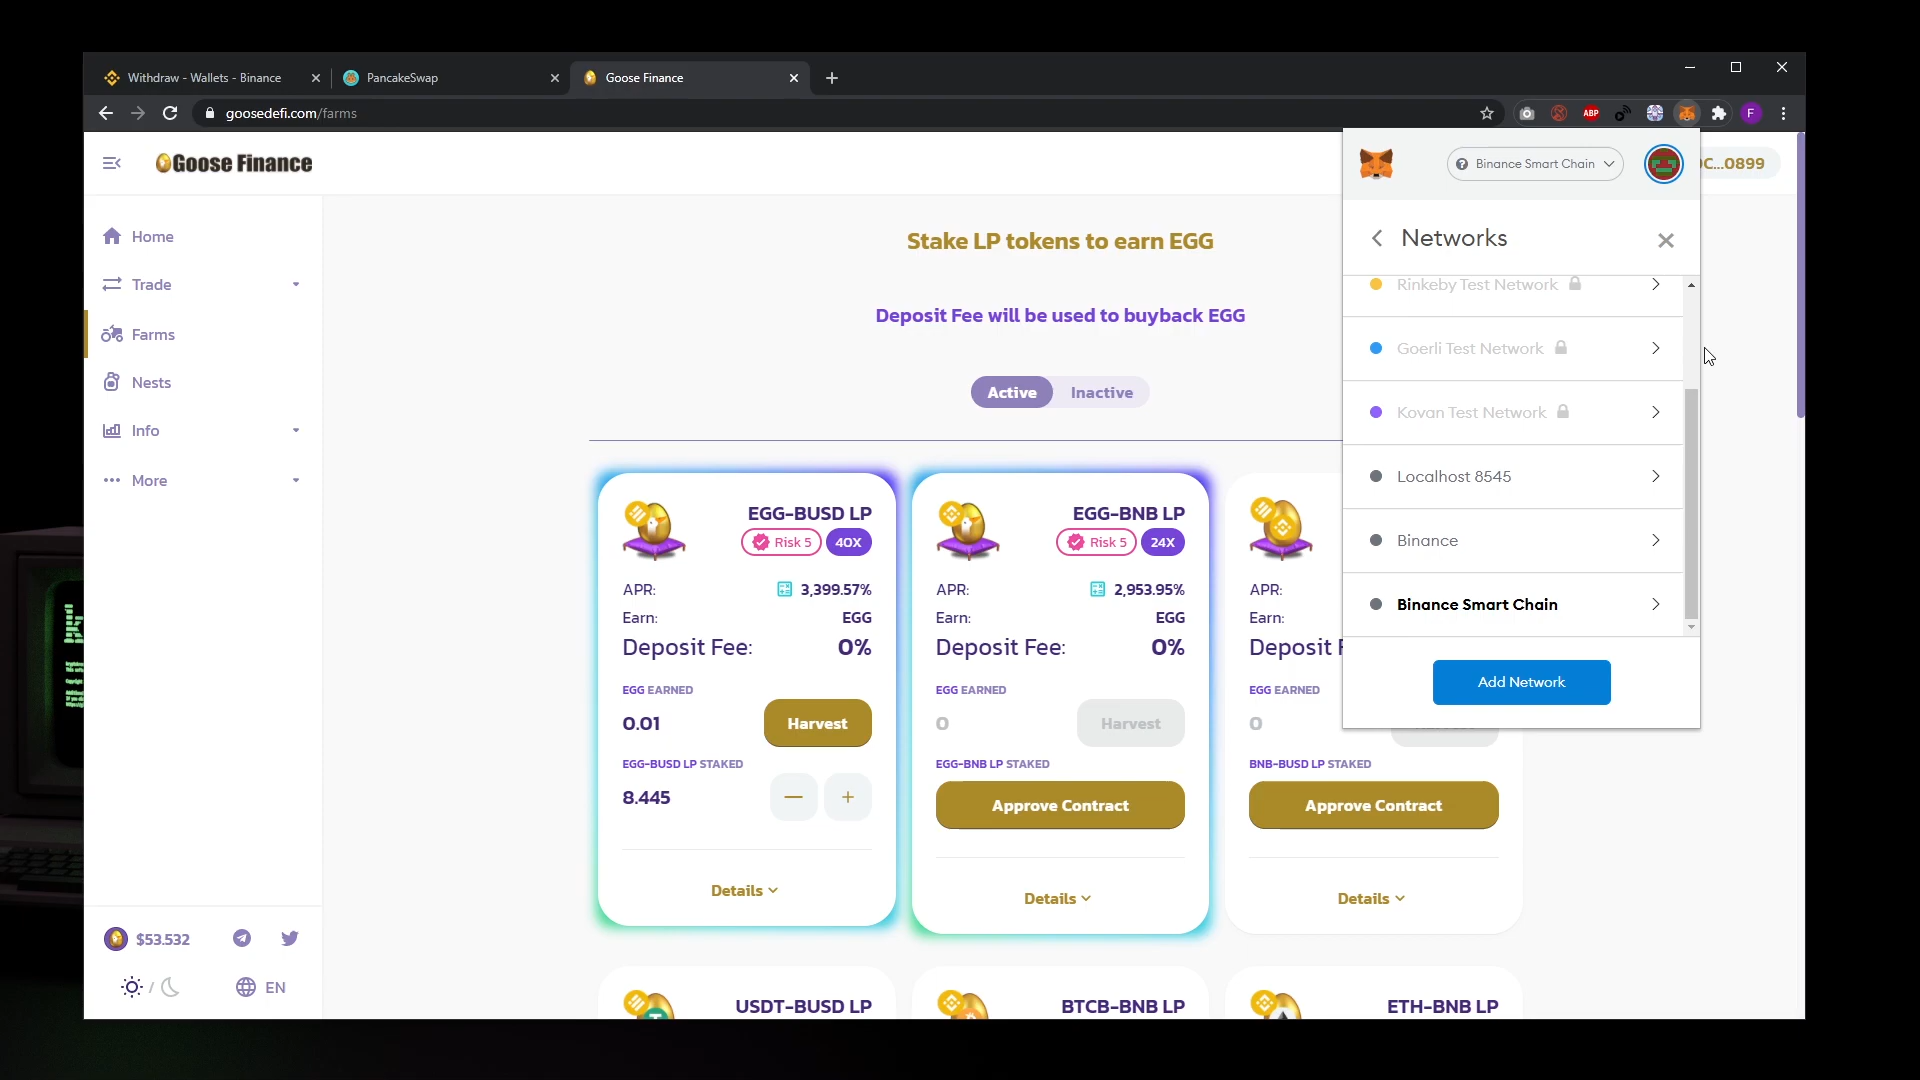 Withdraw - Wallets - Binance
PancakeSwap
Goose Finance
goosedefi.com/farms
ABP
F
Goose Finance
Binance Smart Chain
C...0899
Home
Trade
Farms
Nests
Info
More
$53.532
/
EN
Stake LP tokens to earn EGG
Deposit Fee will be used to buyback EGG
Active
Inactive
EGG-BUSD LP
Risk 5
40X
APR:
3,399.57%
Earn:
EGG
Deposit Fee:
0%
EGG EARNED
0.01
Harvest
EGG-BUSD LP STAKED
8.445
Details
EGG-BNB LP
Risk 5
24X
APR:
2,953.95%
Earn:
EGG
Deposit Fee:
0%
EGG EARNED
0
Harvest
EGG-BNB LP STAKED
Approve Contract
Details
APR:
Earn:
Deposit F
EGG EARNED
0
BNB-BUSD LP STAKED
Approve Contract
Details
USDT-BUSD LP
BTCB-BNB LP
ETH-BNB LP
Networks
Rinkeby Test Network
Goerli Test Network
Kovan Test Network
Localhost 8545
Binance
Binance Smart Chain
Add Network